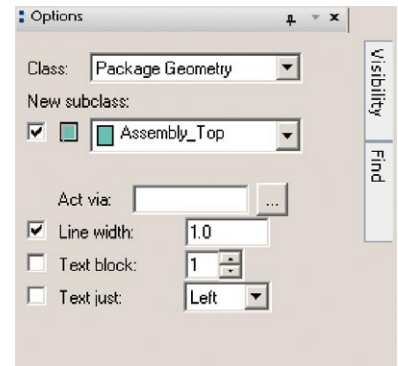 Options
Class: Package Geometry
New subclass:
Assembly_Top
Act via: ...
Line width: 1.0
Text block: 1
Text just: Left
Visibility
Find